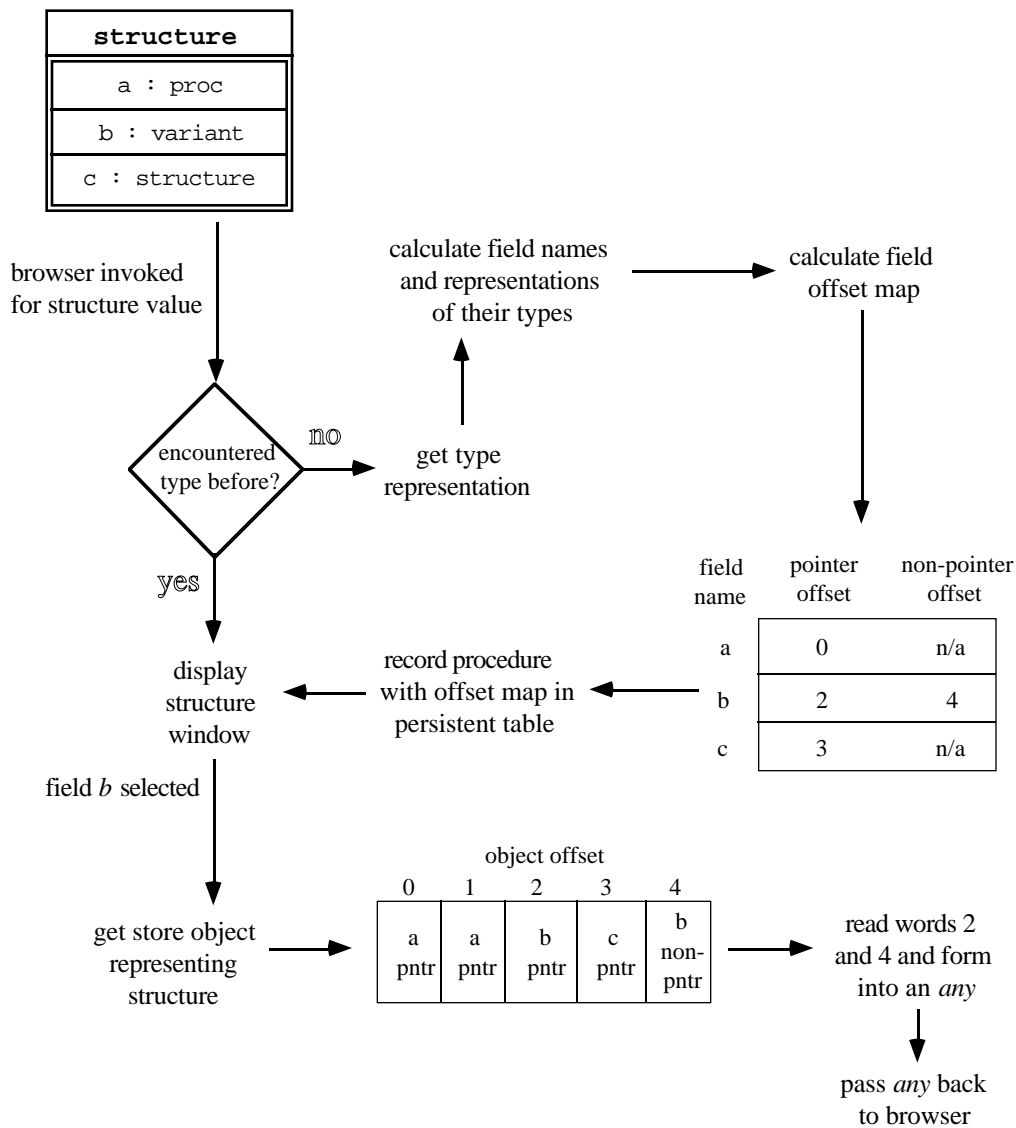 structure
a : proc
b : variant
c : structure
browser invoked
for structure value
calculate field names
and representations
of their types
calculate field
offset map
encountered
type before?
no
get type
representation
yes
field
name
pointer
offset
non-pointer
offset
a 0 n/a
b 2 4
c 3 n/a
record procedure
with offset map in
persistent table
display
structure
window
field b selected
object offset
0 1 2 3 4
get store object
representing
structure
a
pntr
a
pntr
b
pntr
c
pntr
b
non-
pntr
read words 2
and 4 and form
into an any
pass any back
to browser